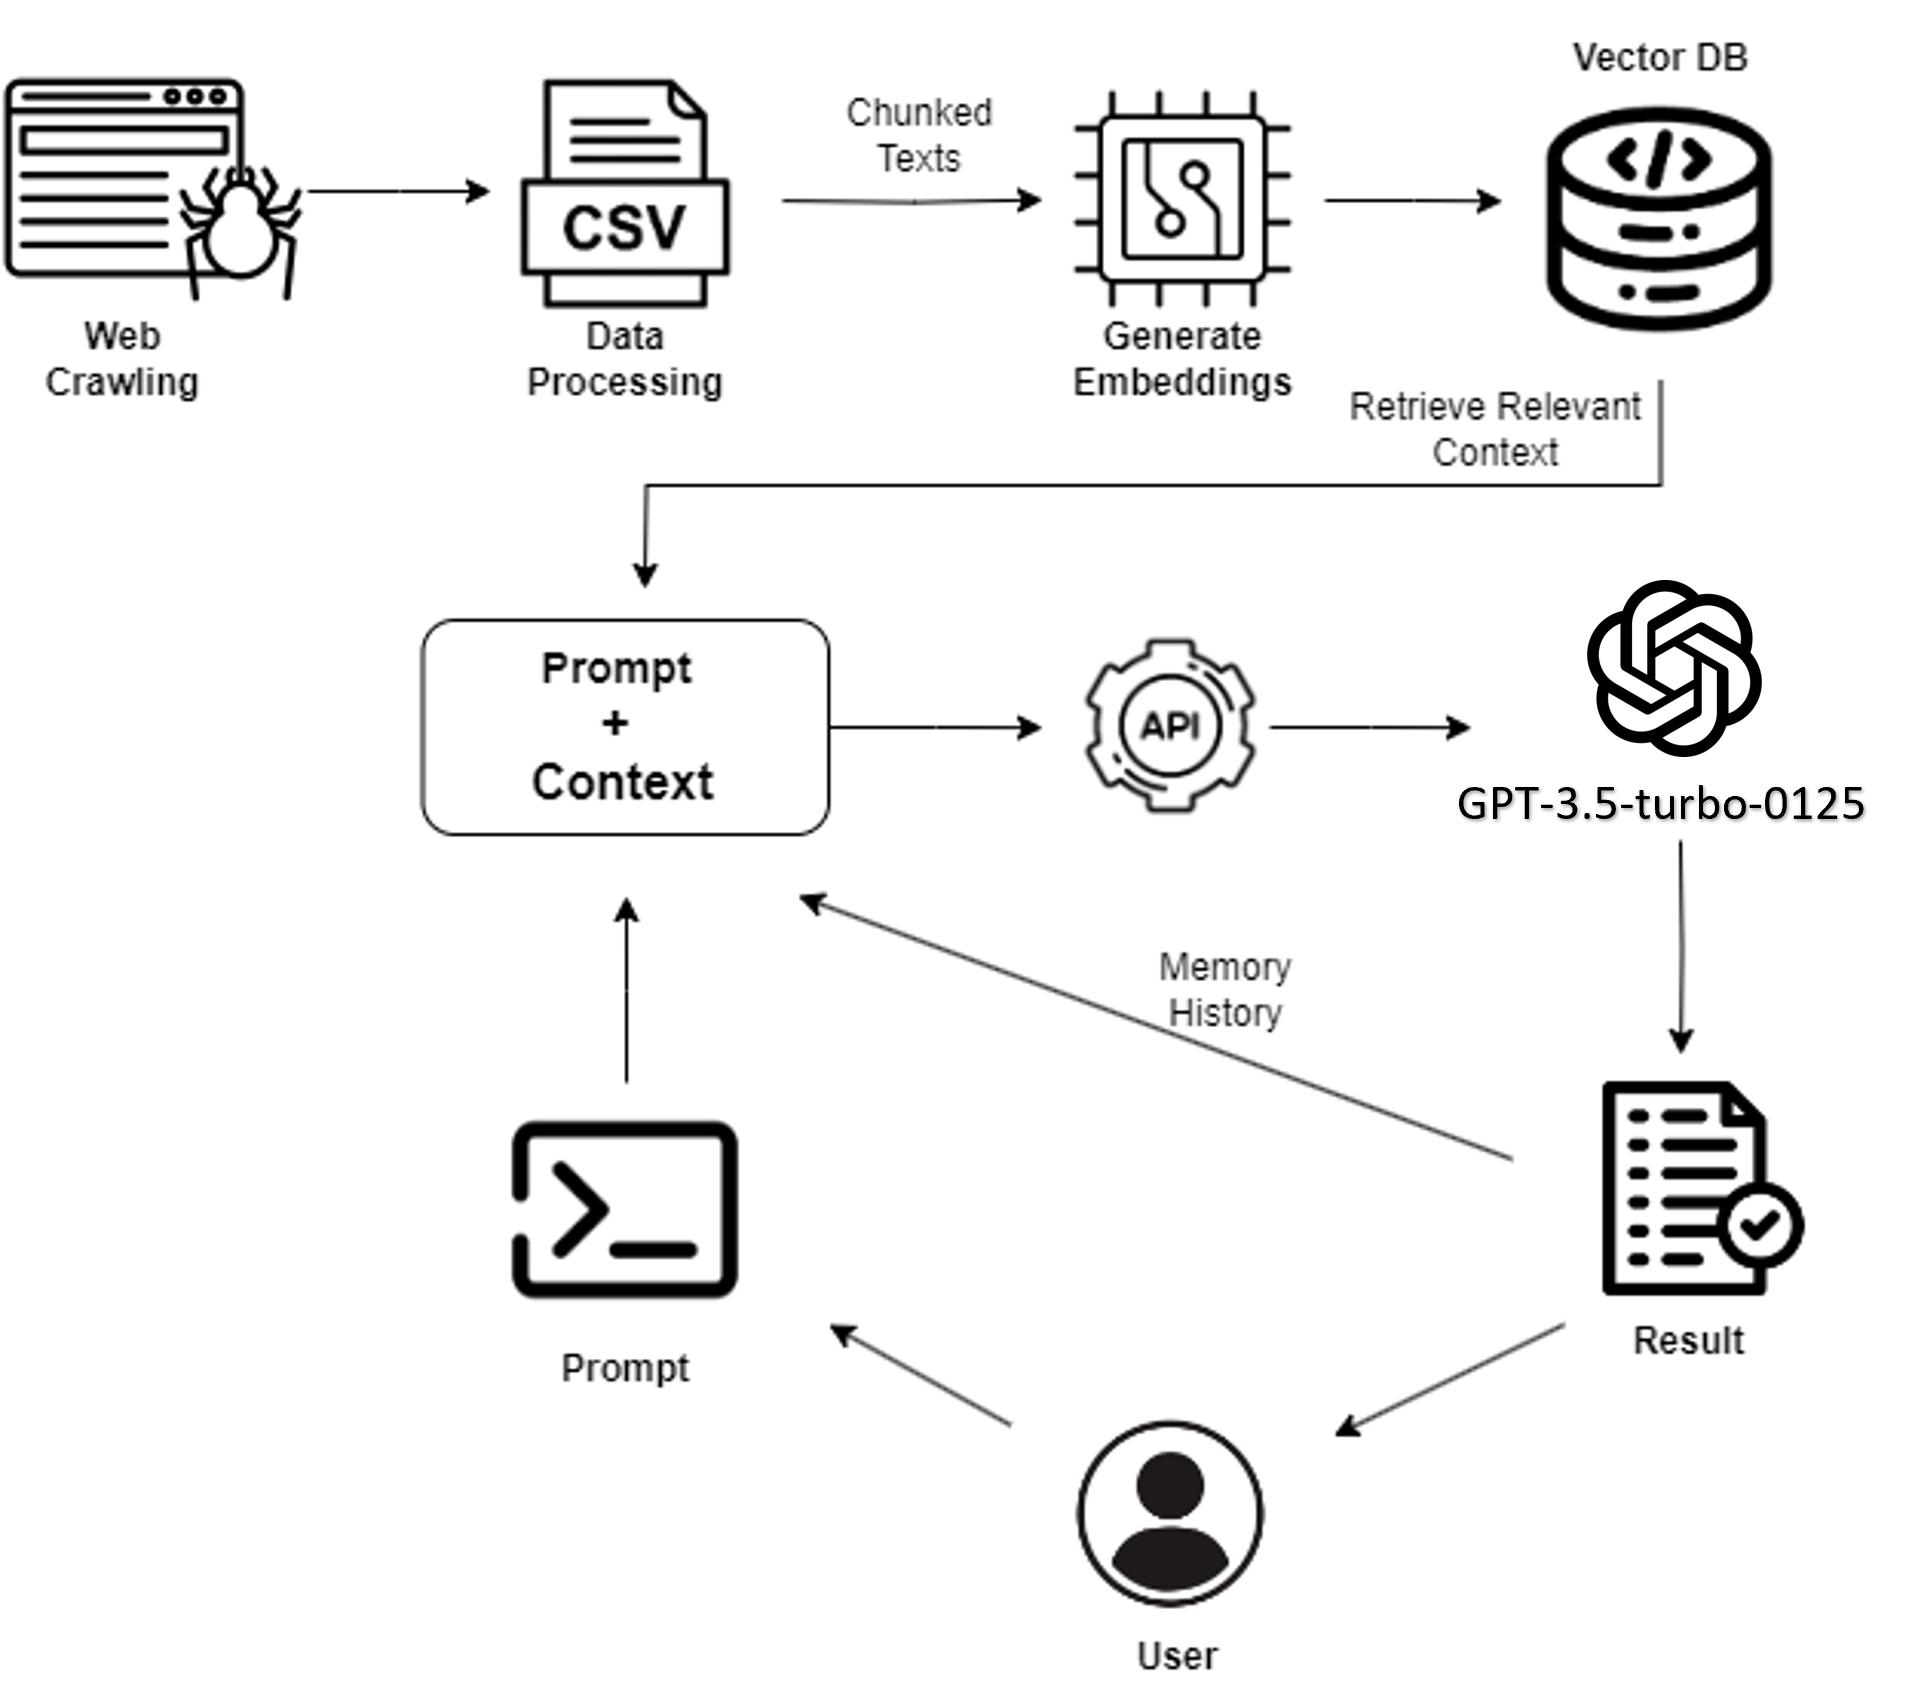 Vector DB
Chunked
Texts
CSV
Web
Crawling
Data
Processing
Generate
Embeddings
Retrieve Relevant
Context
Prompt
+
Context
API
GPT-3.5-turbo-0125
Memory
History
Prompt
Result
User